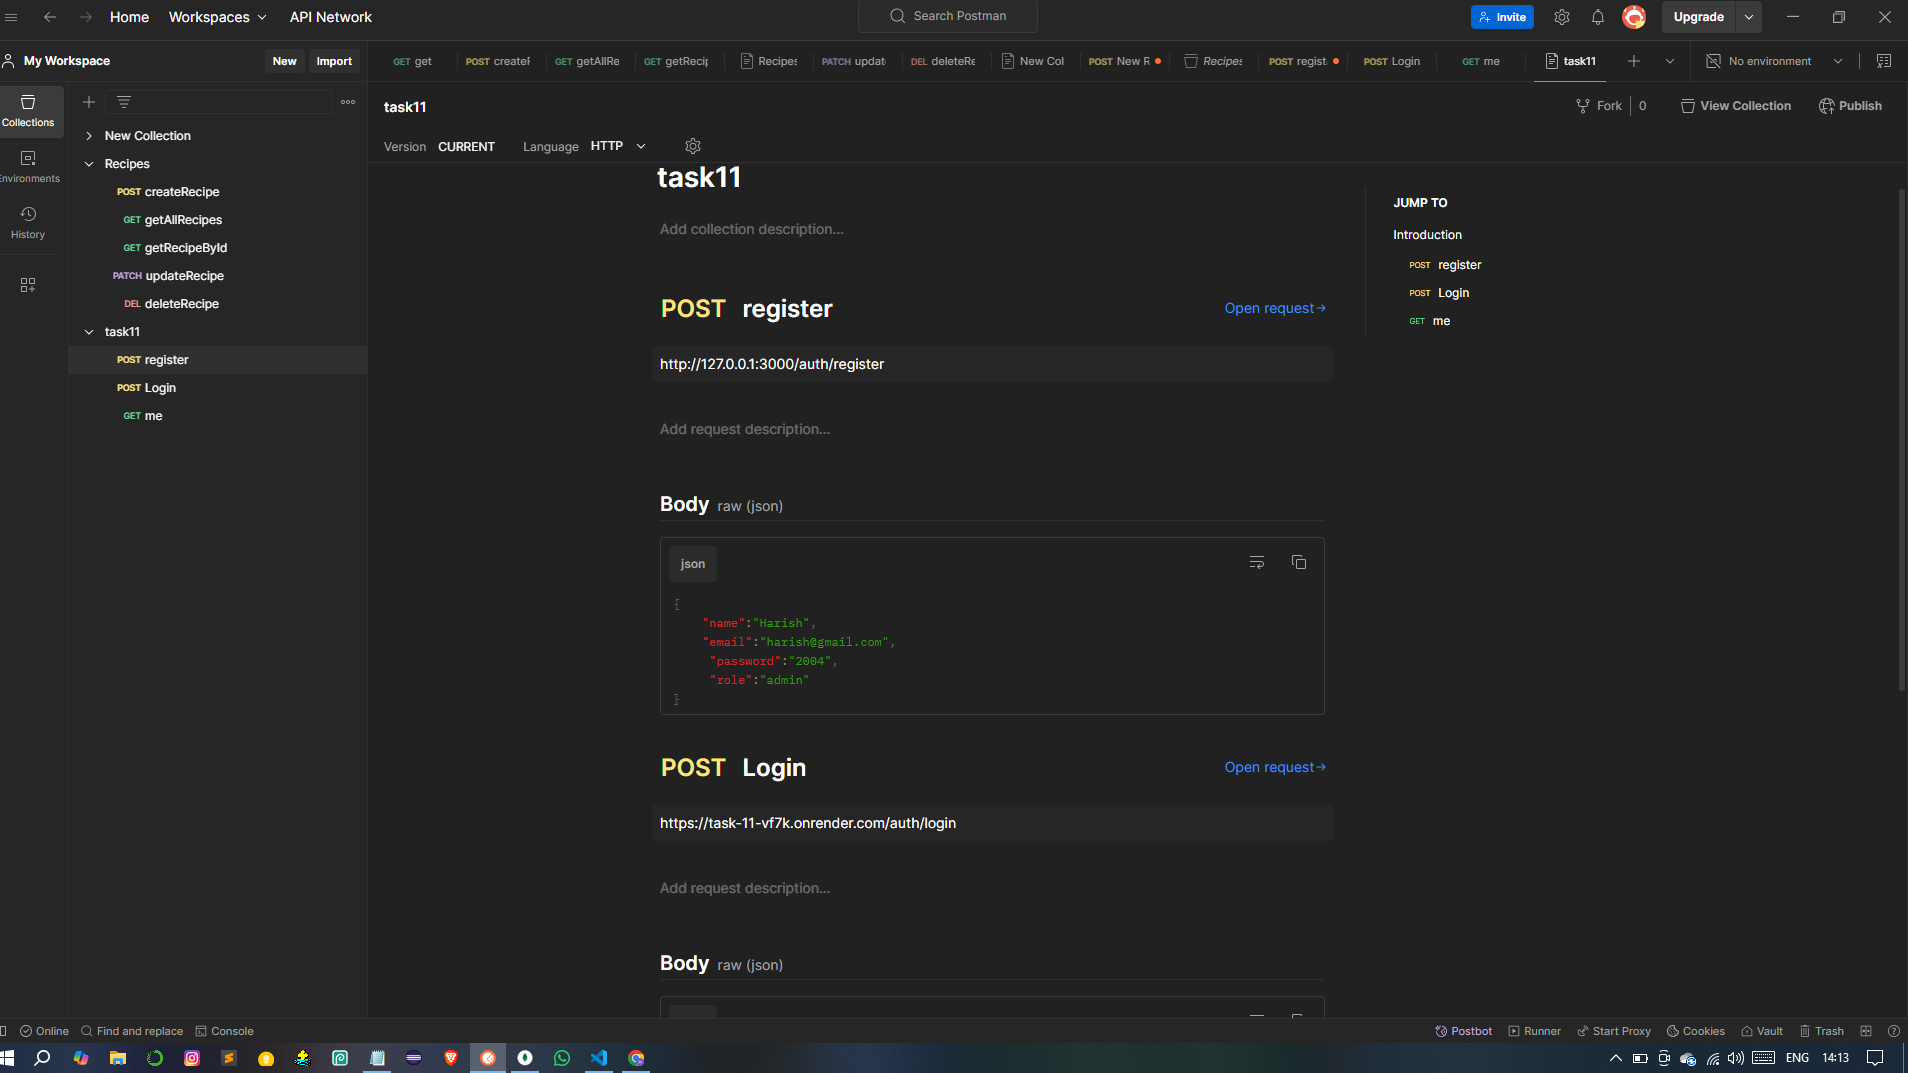 Home Workspaces API Network Search Postman Invite Upgrade
My Workspace New Import GET get POST createF GET getAllRe GET getRecip Recipes PATCH updat DEL deleteRe New Col POST New R Recipes POST regist POST Login GET me task11 No environment
Collections
task11 Fork 0 View Collection Publish
New Collection
Version CURRENT Language HTTP
Recipes
Environments
task11
POST createRecipe
JUMP TO
GET getAllRecipes
Add collection description...
History
Introduction
GET getRecipeById
POST register
PATCH updateRecipe
POST Login
DEL deleteRecipe
POST register Open request→
GET me
task11
POST register
http://127.0.0.1:3000/auth/register
POST Login
GET me
Add request description...
Body raw (json)
json
{
"name":"Harish",
"email":"harish@gmail.com",
"password":"2004",
"role":"admin"
}
POST Login Open request→
https://task-11-vf7k.onrender.com/auth/login
Add request description...
Body raw (json)
Online Find and replace Console Postbot Runner Start Proxy Cookies Vault Trash
ENG 14:13